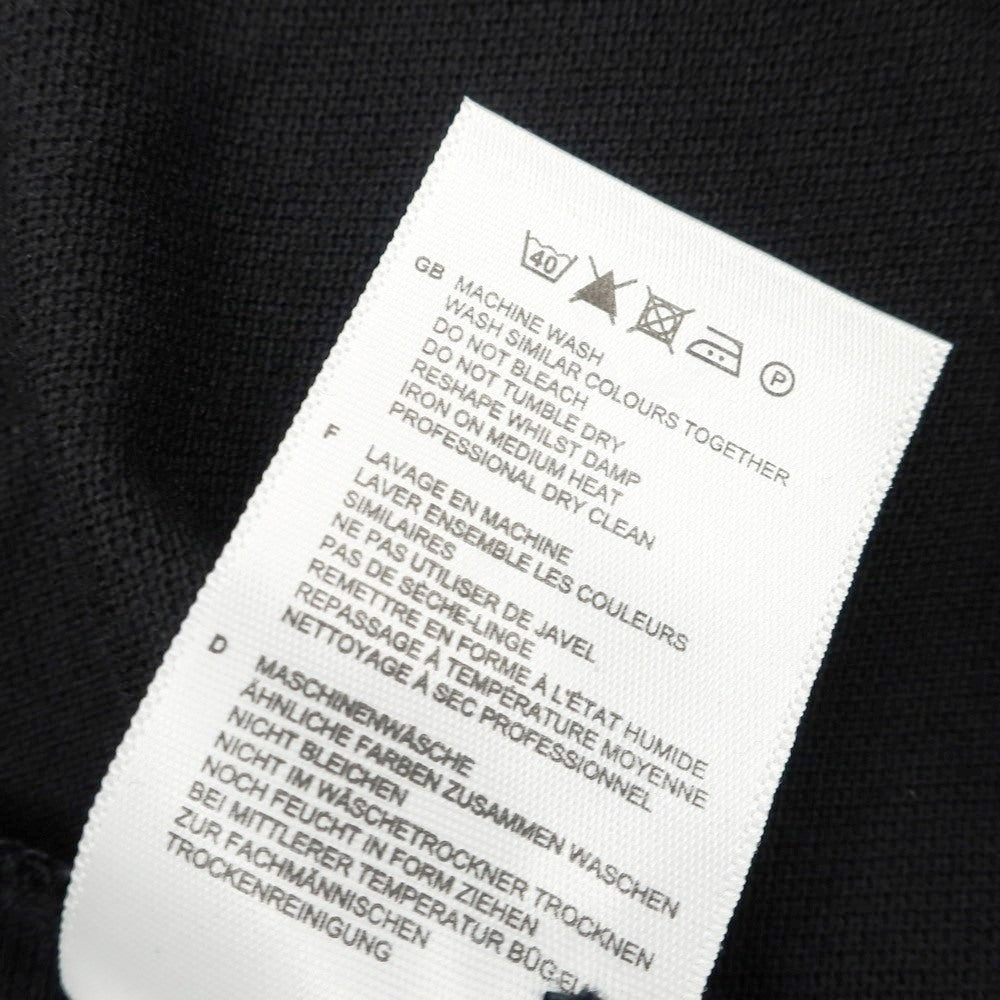 40 P
GB MACHINE WASH
WASH SIMILAR COLOURS TOGETHER
DO NOT BLEACH
DO NOT TUMBLE DRY
RESHAPE WHILST DAMP
IRON ON MEDIUM HEAT
PROFESSIONAL DRY CLEAN
F LAVAGE EN MACHINE
LAVER ENSEMBLE LES COULEURS
SIMILAIRES
NE PAS UTILISER DE JAVEL
PAS DE SÈCHE-LINGE
REMETTRE EN FORME À L'ÉTAT HUMIDE
REPASSAGE À TEMPÉRATURE MOYENNE
NETTOYAGE À SEC PROFESSIONNEL
D MASCHINENWÄSCHE
ÄHNLICHE FARBEN ZUSAMMEN WASCHEN
NICHT BLEICHEN
NICHT IM WÄSCHETROCKNER TROCKNEN
NOCH FEUCHT IN FORM ZIEHEN
BEI MITTLERER TEMPERATUR
ZUR FACHMÄNNISCHEN
TROCKENREINIGUNG